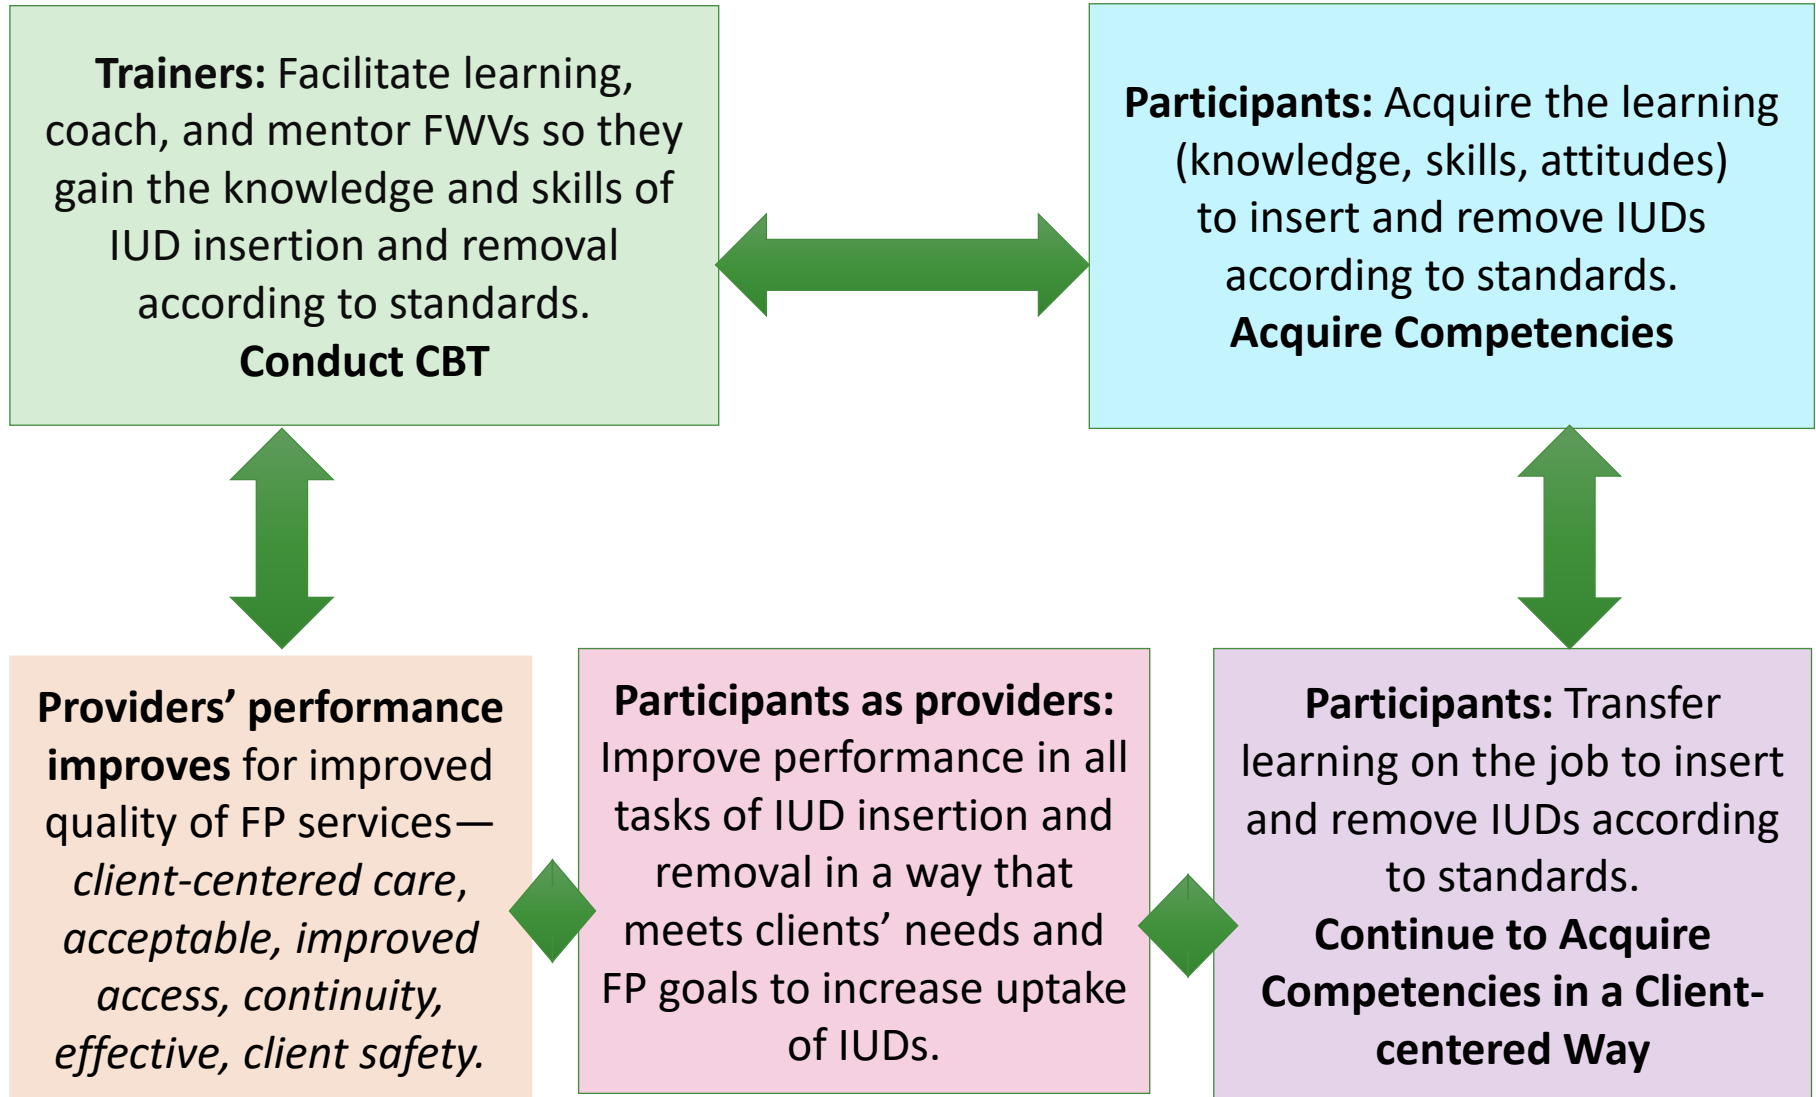 Trainers: Facilitate learning,
coach, and mentor FWVs so they
gain the knowledge and skills of
IUD insertion and removal
according to standards.
Conduct CBT
Participants: Acquire the learning
(knowledge, skills, attitudes)
to insert and remove IUDs
according to standards.
Acquire Competencies
Providers’ performance
improves for improved
quality of FP services—
client-centered care,
acceptable, improved
access, continuity,
effective, client safety.
Participants as providers:
Improve performance in all
tasks of IUD insertion and
removal in a way that
meets clients’ needs and
FP goals to increase uptake
of IUDs.
Participants: Transfer
learning on the job to insert
and remove IUDs according
to standards.
Continue to Acquire
Competencies in a Client-
centered Way